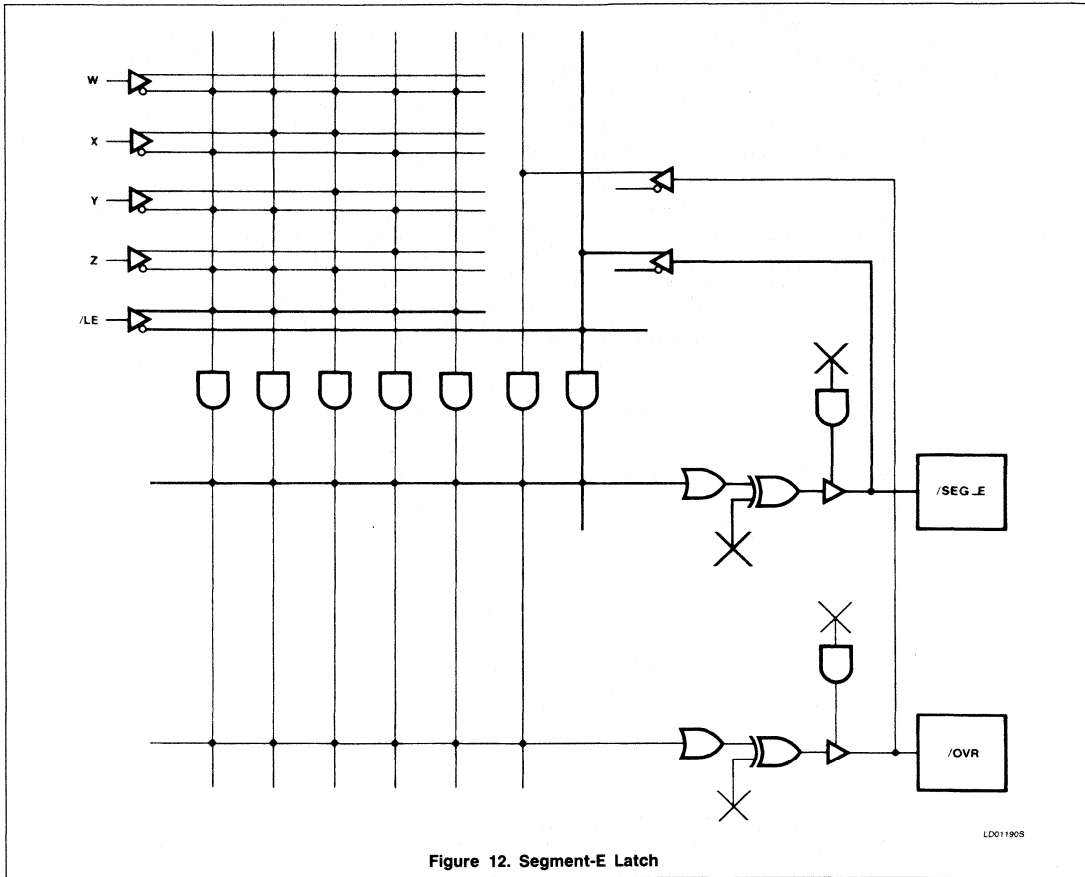 W
X
Y
Z
/LE
/SEG_E
/OVR
LD01190S
Figure 12. Segment-E Latch